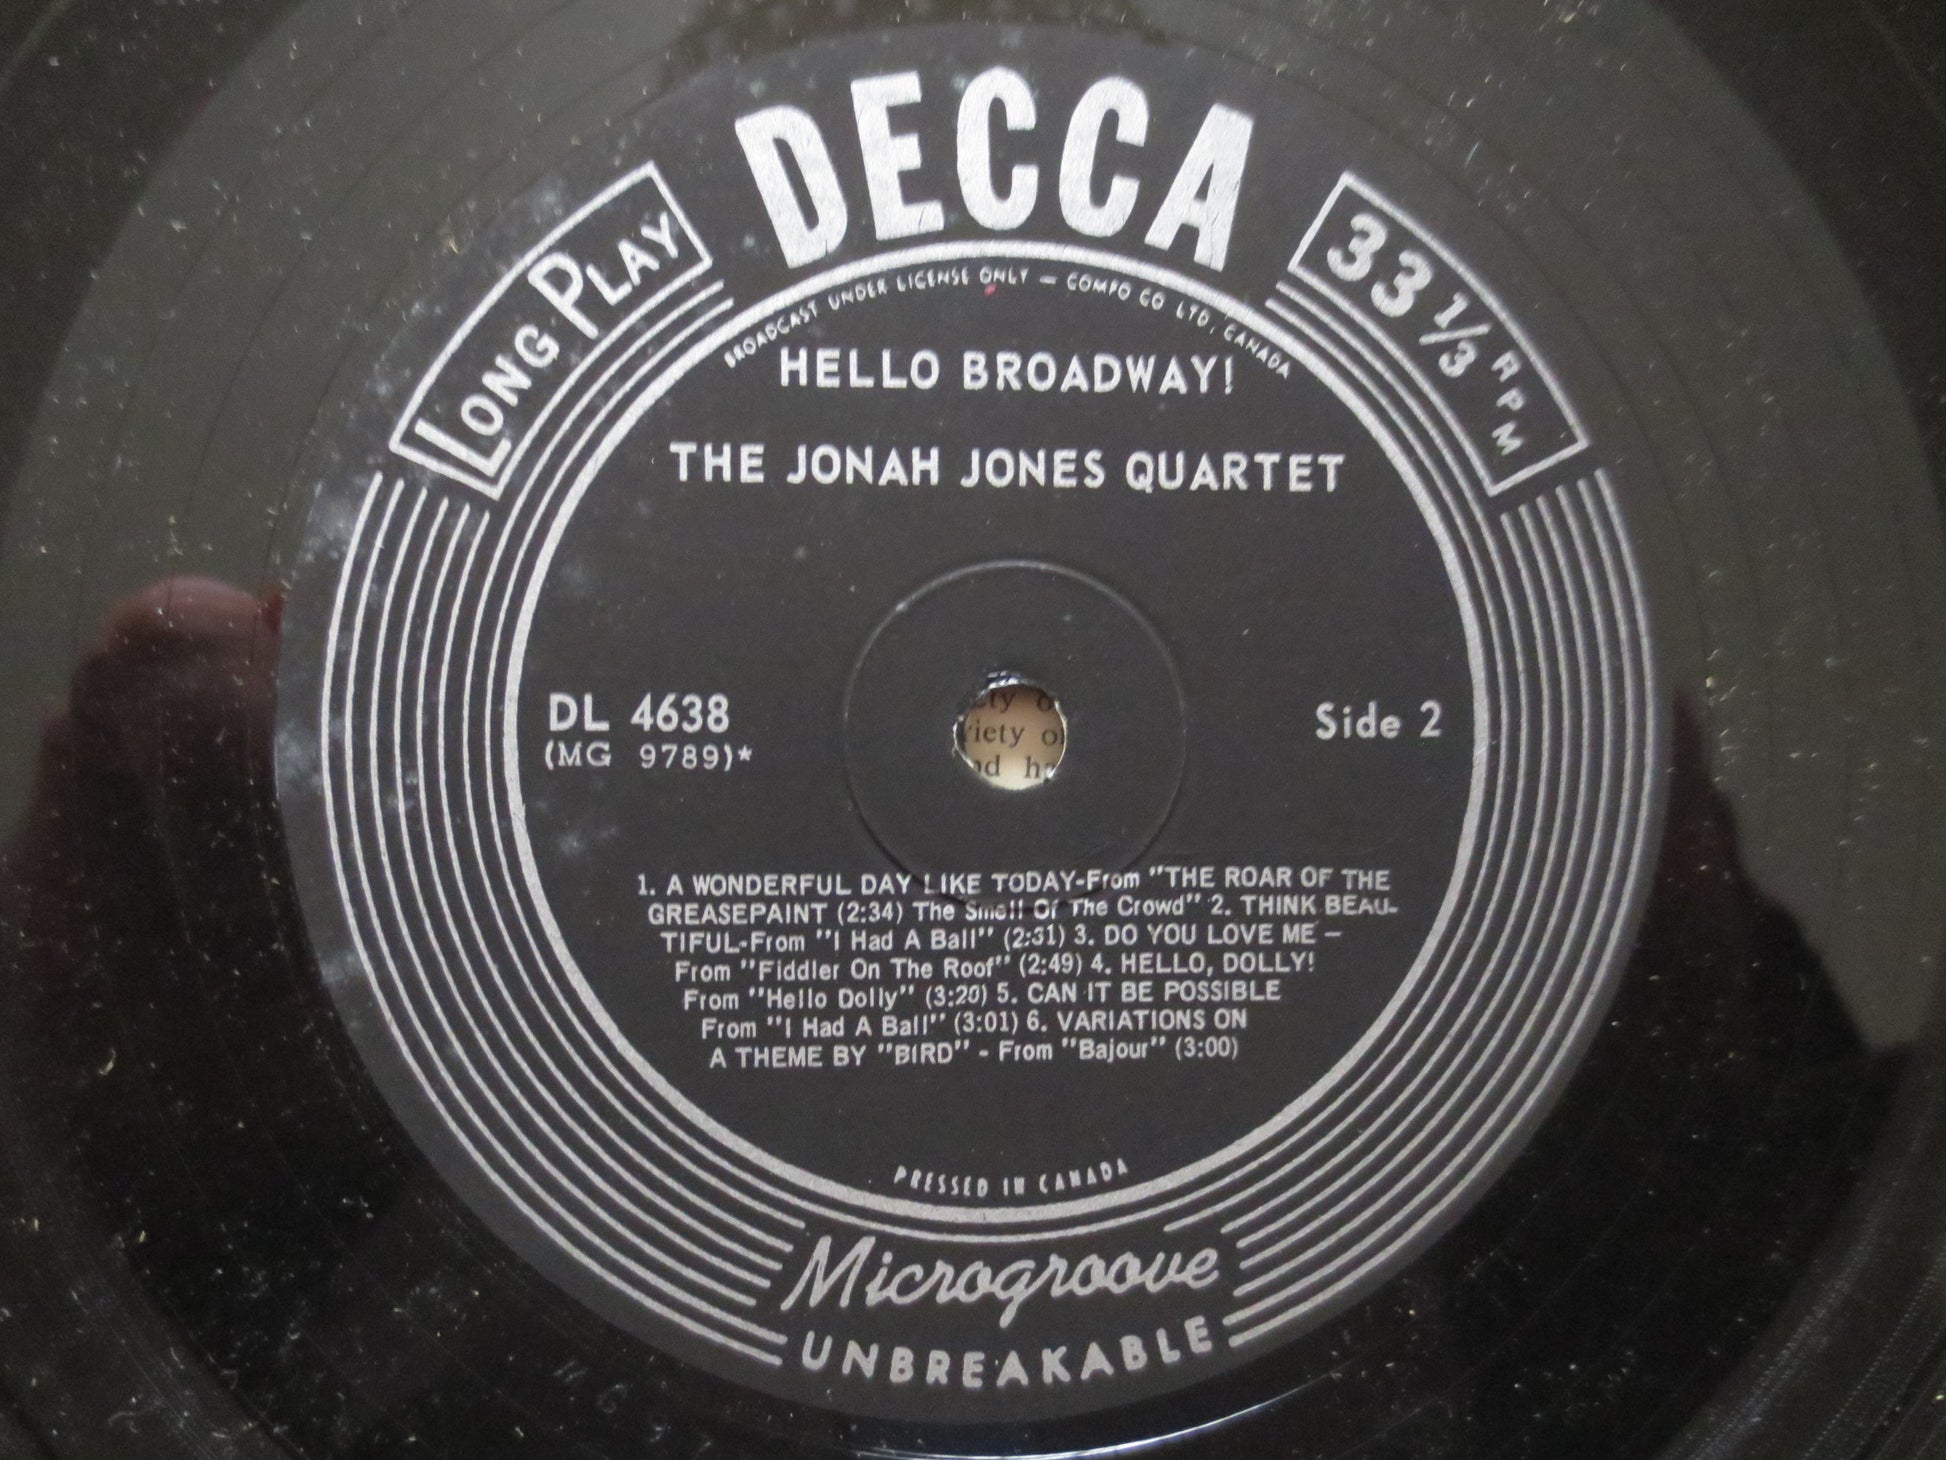 DECCA
LONG PLAY
33 1/3 RPM
BROADCAST UNDER LICENSE ONLY — COMPO CO LTD, CANADA
HELLO BROADWAY!
THE JONAH JONES QUARTET
DL 4638
(MG 9789)*
Side 2
riety
1. A WONDERFUL DAY LIKE TODAY-From "THE ROAR OF THE
GREASEPAINT (2:34) The Smell Of The Crowd" 2. THINK BEAU-
TIFUL-From "I Had A Ball" (2:31) 3. DO YOU LOVE ME –
From "Fiddler On The Roof" (2:49) 4. HELLO, DOLLY!
From "Hello Dolly" (3:20) 5. CAN IT BE POSSIBLE
From "I Had A Ball" (3:01) 6. VARIATIONS ON
A THEME BY "BIRD" - From "Bajour" (3:00)
PRESSED IN CANADA
Microgroove
UNBREAKABLE